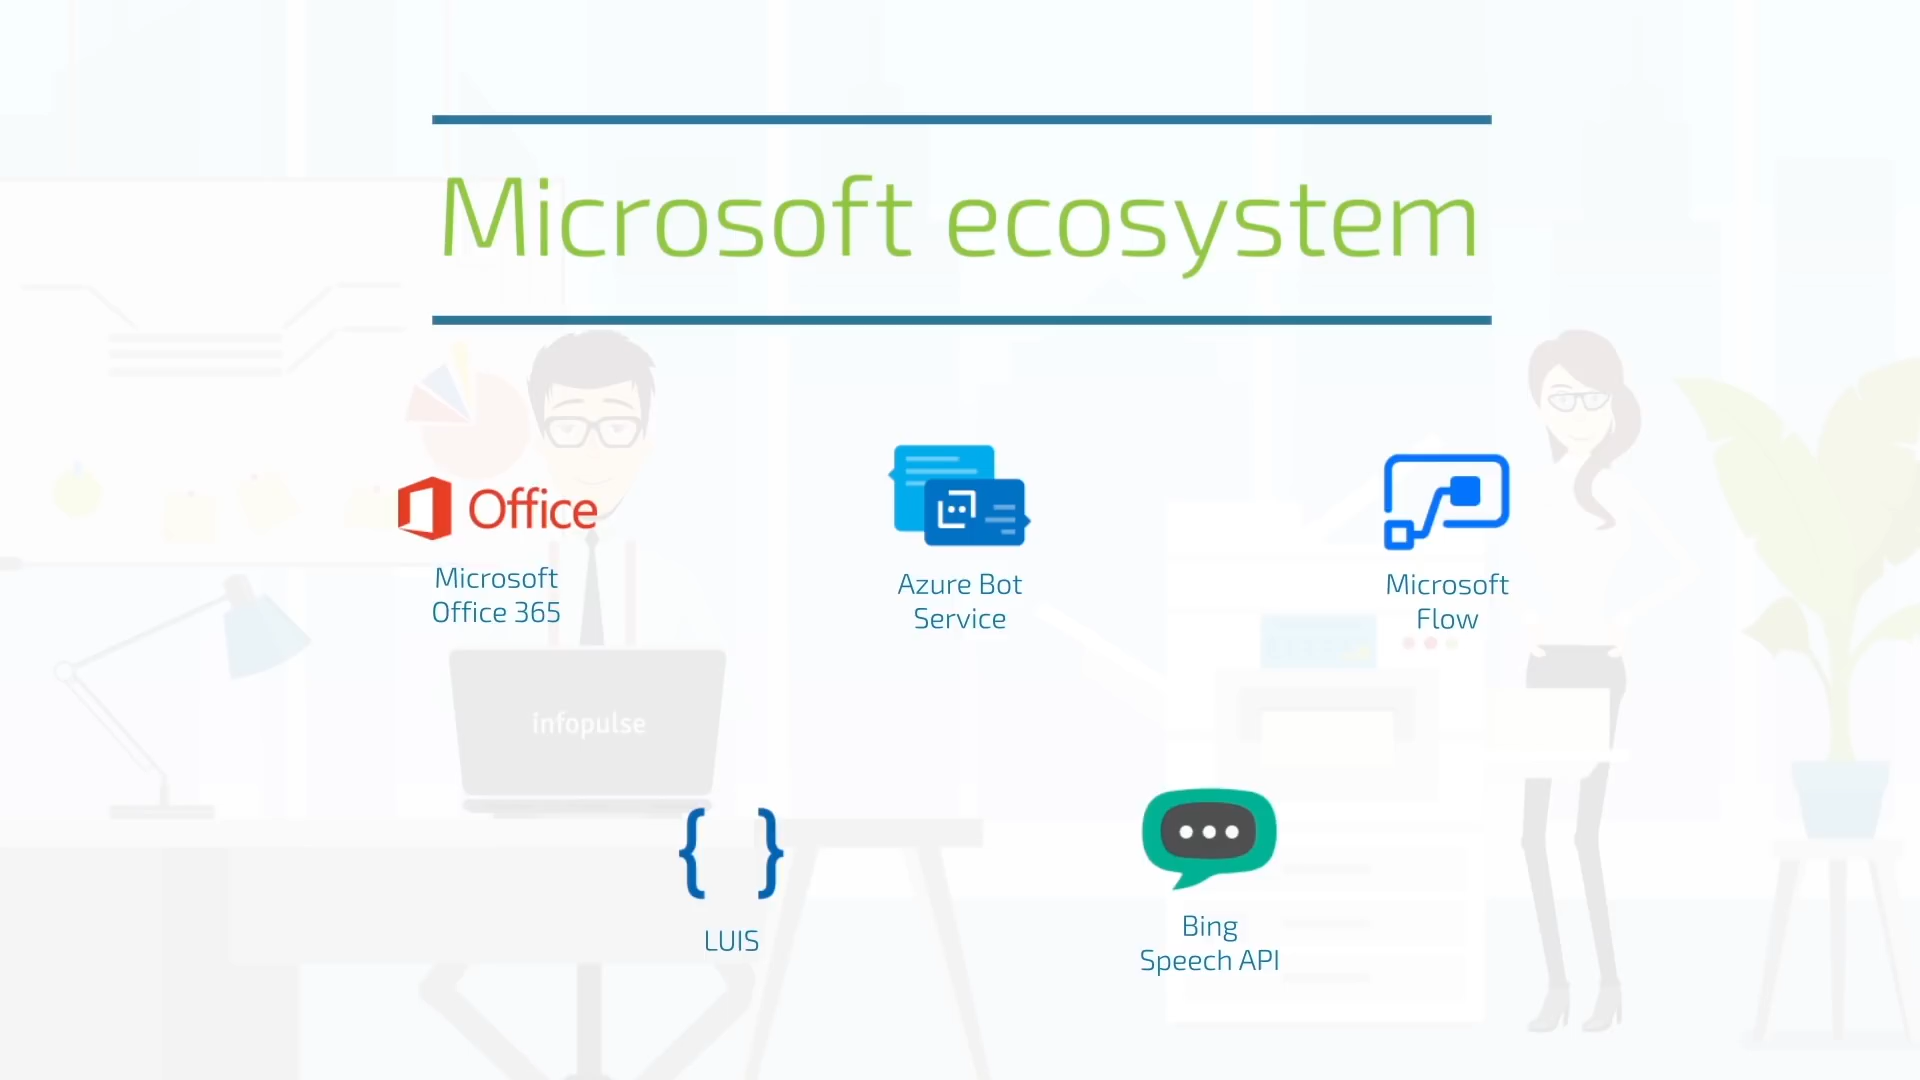 Microsoft ecosystem
Office
Microsoft
Office 365
Azure Bot
Service
Microsoft
Flow
infopulse
{ }
LUIS
Bing
Speech API